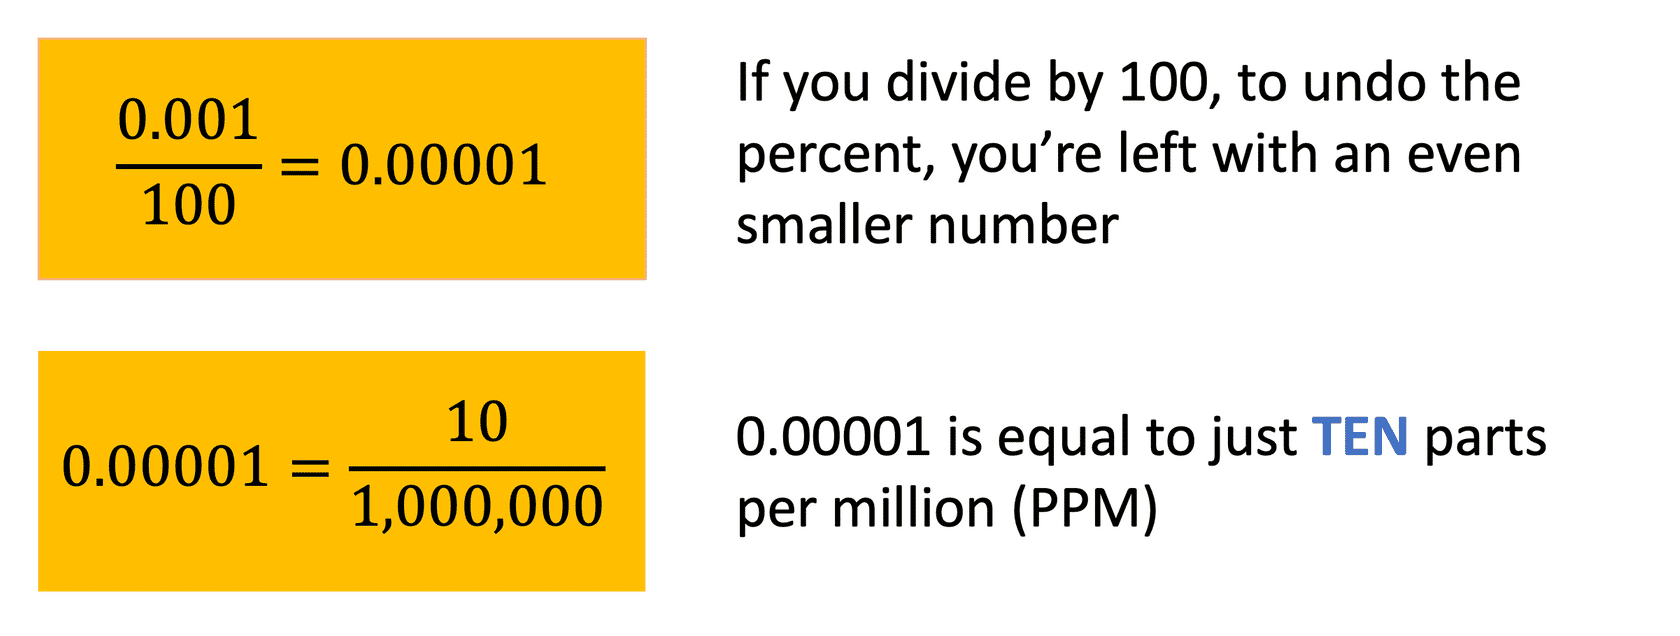 0.001
100
= 0.00001
If you divide by 100, to undo the
percent, you’re left with an even
smaller number
0.00001 =
10
1,000,000
0.00001 is equal to just TEN parts
per million (PPM)